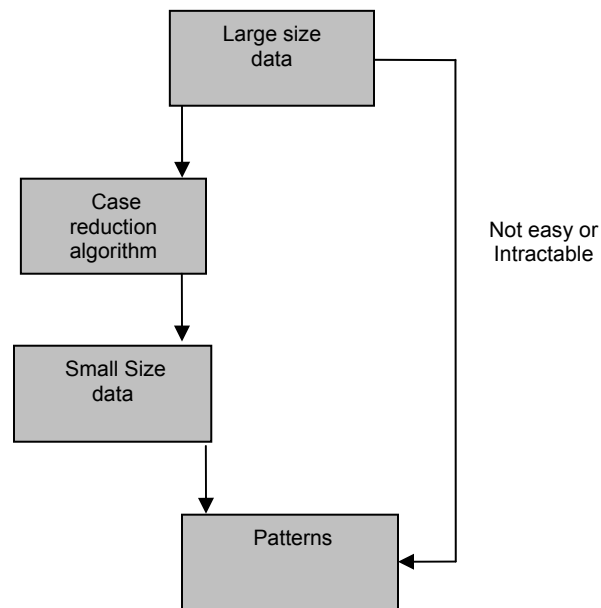 Large size
data
Case
reduction
algorithm
Not easy or
Intractable
Small Size
data
Patterns